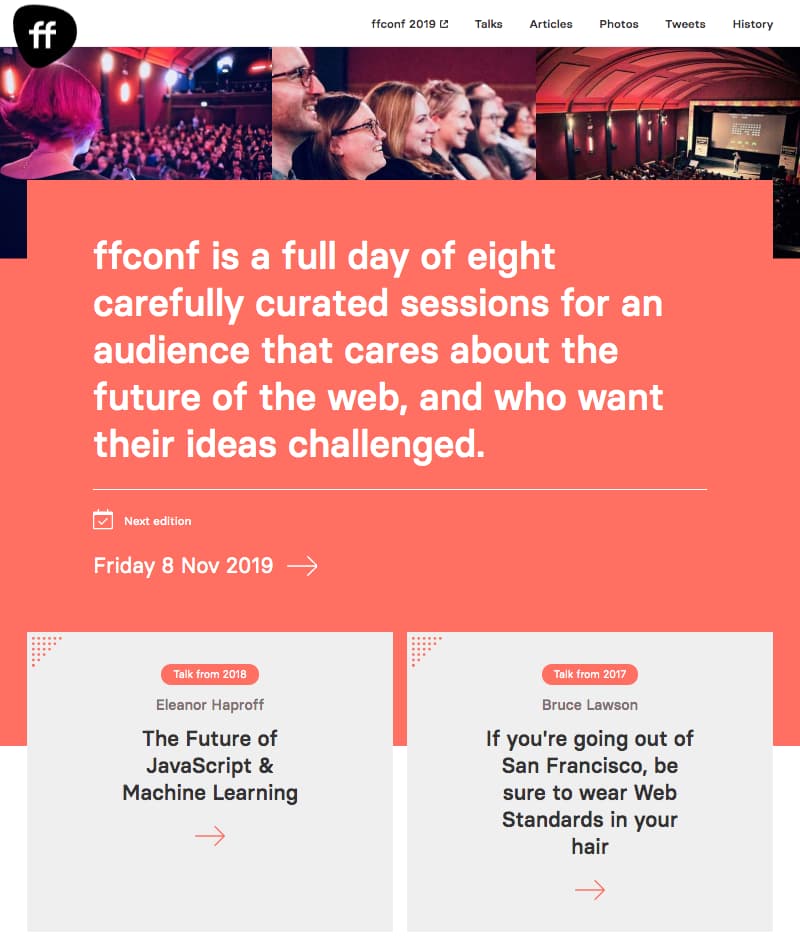 ff
ffconf 2019
Talks
Articles
Photos
Tweets
History
ffconf is a full day of eight
carefully curated sessions for an
audience that cares about the
future of the web, and who want
their ideas challenged.
Next edition
Friday 8 Nov 2019
Talk from 2018
Eleanor Haproff
The Future of
JavaScript &
Machine Learning
Talk from 2017
Bruce Lawson
If you're going out of
San Francisco, be
sure to wear Web
Standards in your
hair